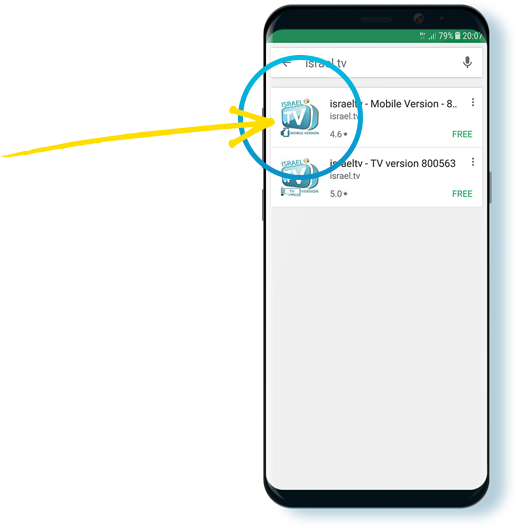 79% 20:07
israel.tv
ISRAEL
TV
MOBILE VERSION
israeltv - Mobile Version - 8..
israel.tv
4.6★
FREE
ISRAEL
TV
VERSION
israeltv - TV version 800563
israel.tv
5.0★
FREE